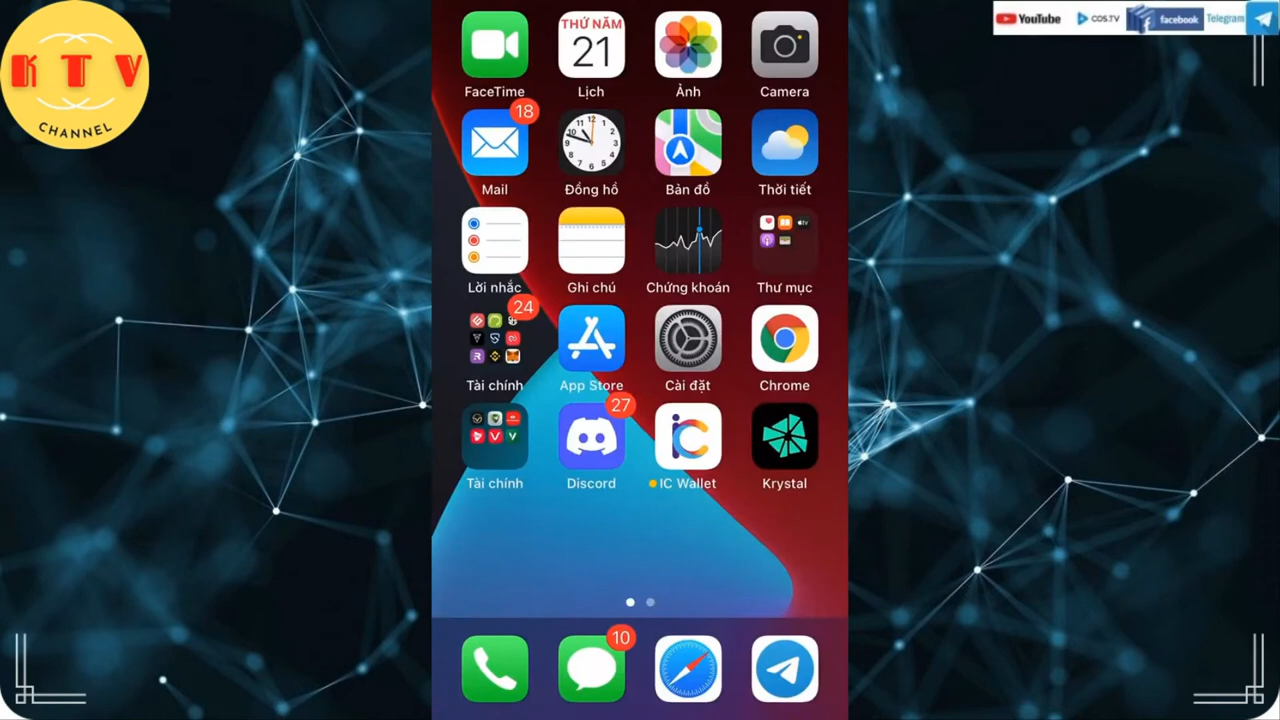 KTV
CHANNEL
YouTube
COS.TV
facebook
Telegram
THỨ NĂM
21
FaceTime
Lịch
Ảnh
Camera
18
Mail
Đồng hồ
Bản đồ
Thời tiết
Lời nhắc
Ghi chú
Chứng khoán
Thư mục
24
Tài chính
App Store
Cài đặt
Chrome
27
Tài chính
Discord
IC Wallet
Krystal
10